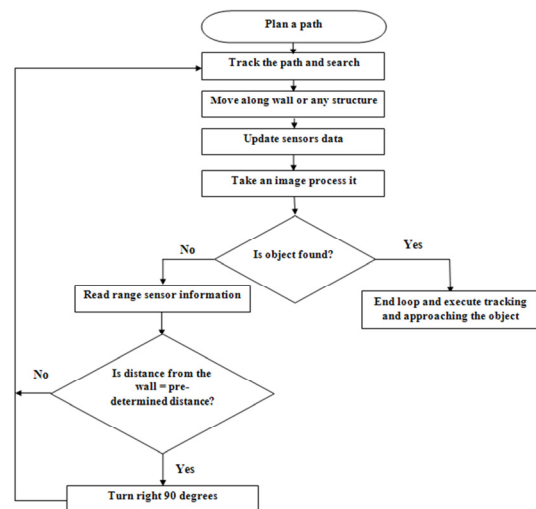 Plan a path
Track the path and search
Move along wall or any structure
Update sensors data
Take an image process it
No
Is object found?
Yes
Read range sensor information
End loop and execute tracking
and approaching the object
No
Is distance from the
wall = pre-
determined distance?
Yes
Turn right 90 degrees